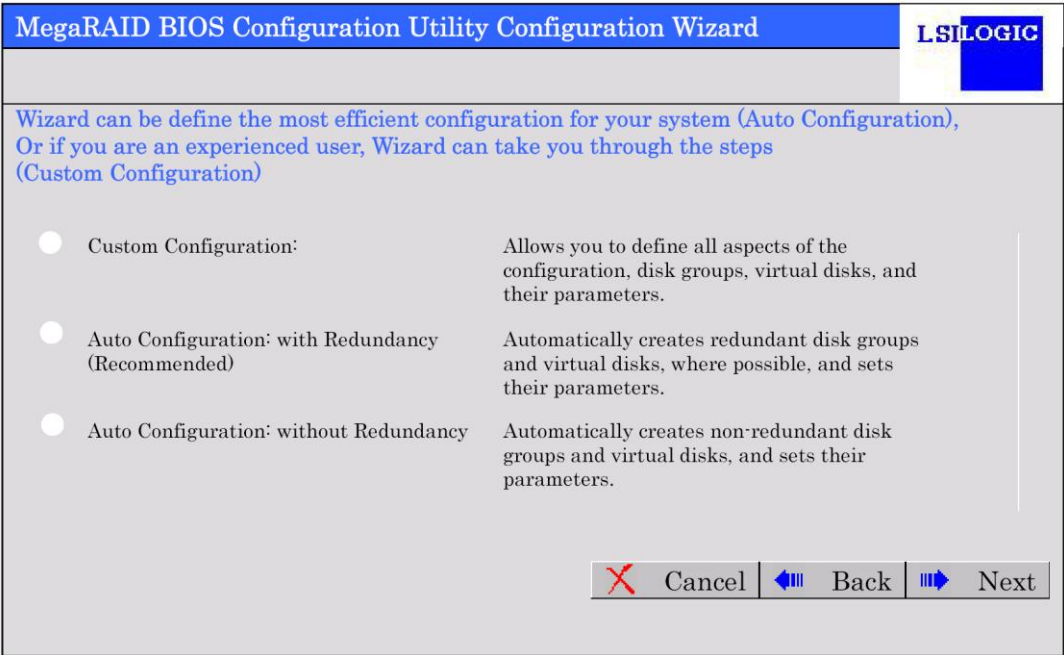 MegaRAID BIOS Configuration Utility Configuration Wizard
LSILOGIC
Wizard can be define the most efficient configuration for your system (Auto Configuration),
Or if you are an experienced user, Wizard can take you through the steps
(Custom Configuration)
Custom Configuration:
Allows you to define all aspects of the
configuration, disk groups, virtual disks, and
their parameters.
Auto Configuration: with Redundancy
(Recommended)
Automatically creates redundant disk groups
and virtual disks, where possible, and sets
their parameters.
Auto Configuration: without Redundancy
Automatically creates non-redundant disk
groups and virtual disks, and sets their
parameters.
Cancel
Back
Next